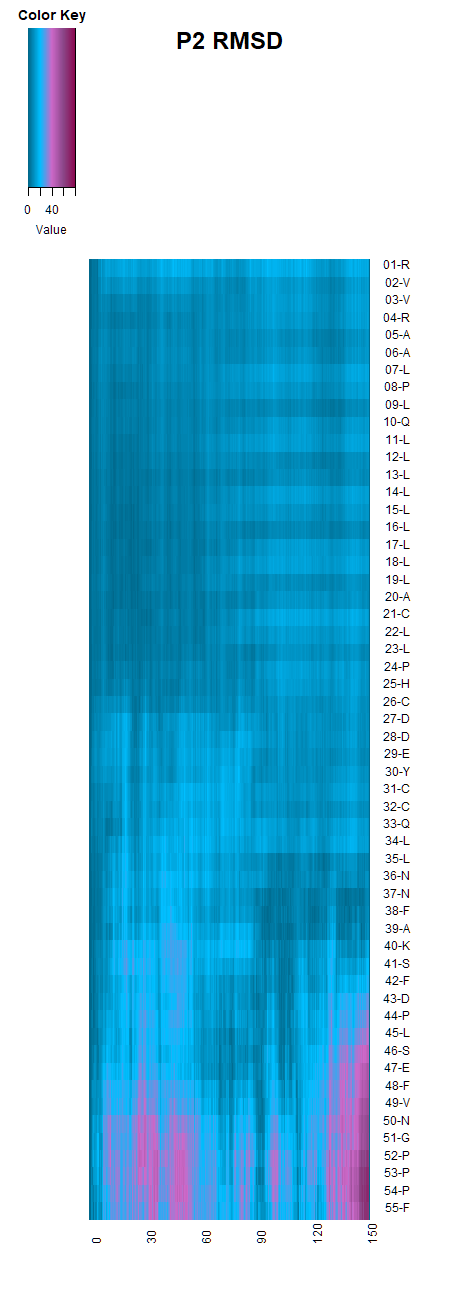 Color Key
P2 RMSD
0 40
Value
01-R
02-V
03-V
04-R
05-A
06-A
07-L
08-P
09-L
10-Q
11-L
12-L
13-L
14-L
15-L
16-L
17-L
18-L
19-L
20-A
21-C
22-L
23-L
24-P
25-H
26-C
27-D
28-D
29-E
30-Y
31-C
32-C
33-Q
34-L
35-L
36-N
37-N
38-F
39-A
40-K
41-S
42-F
43-D
44-P
45-L
46-S
47-E
48-F
49-V
50-N
51-G
52-P
53-P
54-P
55-F
0 30 60 90 120 150